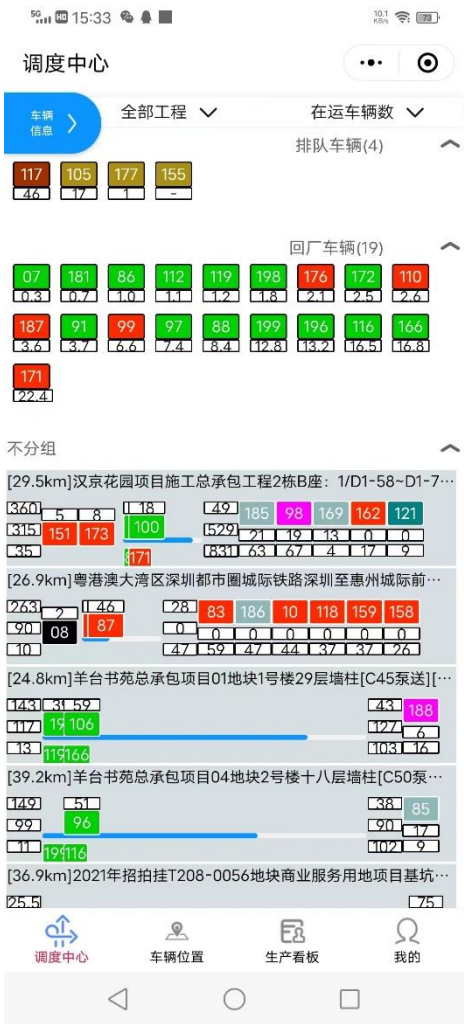 5G HD 15:33 10.1 KB/s 73
调度中心
车辆
信息
全部工程 在运车辆数
排队车辆(4)
117 105 177 155
46 17 1 -
回厂车辆(19)
07 181 86 112 119 198 176 172 110
0.3 0.7 1.0 1.1 1.2 1.8 2.1 2.5 2.6
187 91 99 97 88 199 196 116 166
3.6 3.7 6.6 7.4 8.4 12.8 13.2 16.5 16.8
171
22.4
不分组
[29.5km]汉京花园项目施工总承包工程2栋B座：1/D1-58~D1-7…
360 5 8 18 49 185 98 169 162 121
315 151 173 100 529 21 19 13 0 0
35 171 831 63 67 4 17 9
[26.9km]粤港澳大湾区深圳都市圈城际铁路深圳至惠州城际前…
263 2 46 28 83 186 10 118 159 158
90 08 87 0 0 0 0 0 0 0
10 47 59 47 44 37 37 26
[24.8km]羊台书苑总承包项目01地块1号楼29层墙柱[C45泵送][…
143 59 43 188
117 106 127 6
13 119 166 103 16
[39.2km]羊台书苑总承包项目04地块2号楼十八层墙柱[C50泵…
149 51 38 85
99 96 90 17
11 199 116 102 9
[36.9km]2021年招拍挂T208-0056地块商业服务用地项目基坑…
25.5 75
调度中心 车辆位置 生产看板 我的